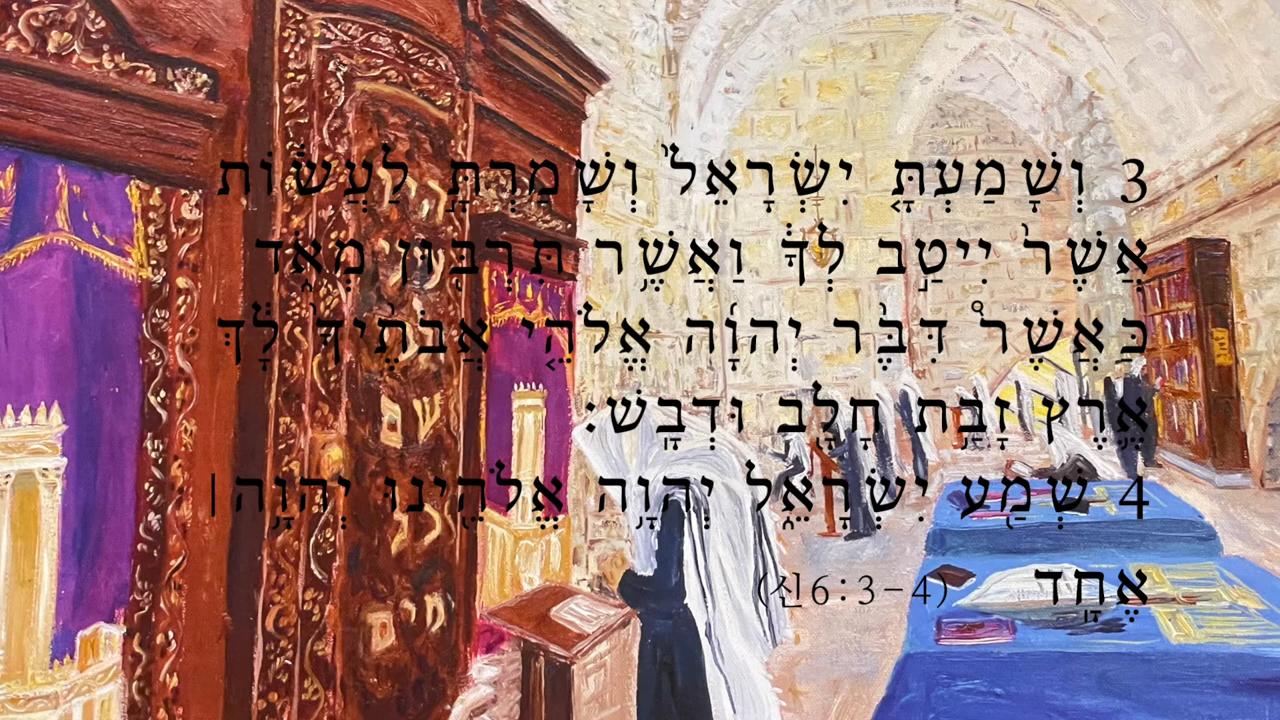 3 וְשָׁמַעְתָּ֤ יִשְׂרָאֵל֙ וְשָׁמַרְתָּ֣ לַעֲשׂ֔וֹת
אֲשֶׁר֙ יִיטַ֣ב לְךָ֔ וַאֲשֶׁ֥ר תִּרְבּ֖וּן מְאֹ֑ד
כַּאֲשֶׁר֩ דִּבֶּ֨ר יְהוָ֜ה אֱלֹהֵ֤י אֲבֹתֶ֙יךָ֙ לָ֔ךְ
אֶ֛רֶץ זָבַ֥ת חָלָ֖ב וּדְבָֽשׁ׃
4 שְׁמַ֖ע יִשְׂרָאֵ֑ל יְהוָ֥ה אֱלֹהֵ֖ינוּ יְהוָ֥ה׀
אֶחָֽד (신6:3-4)